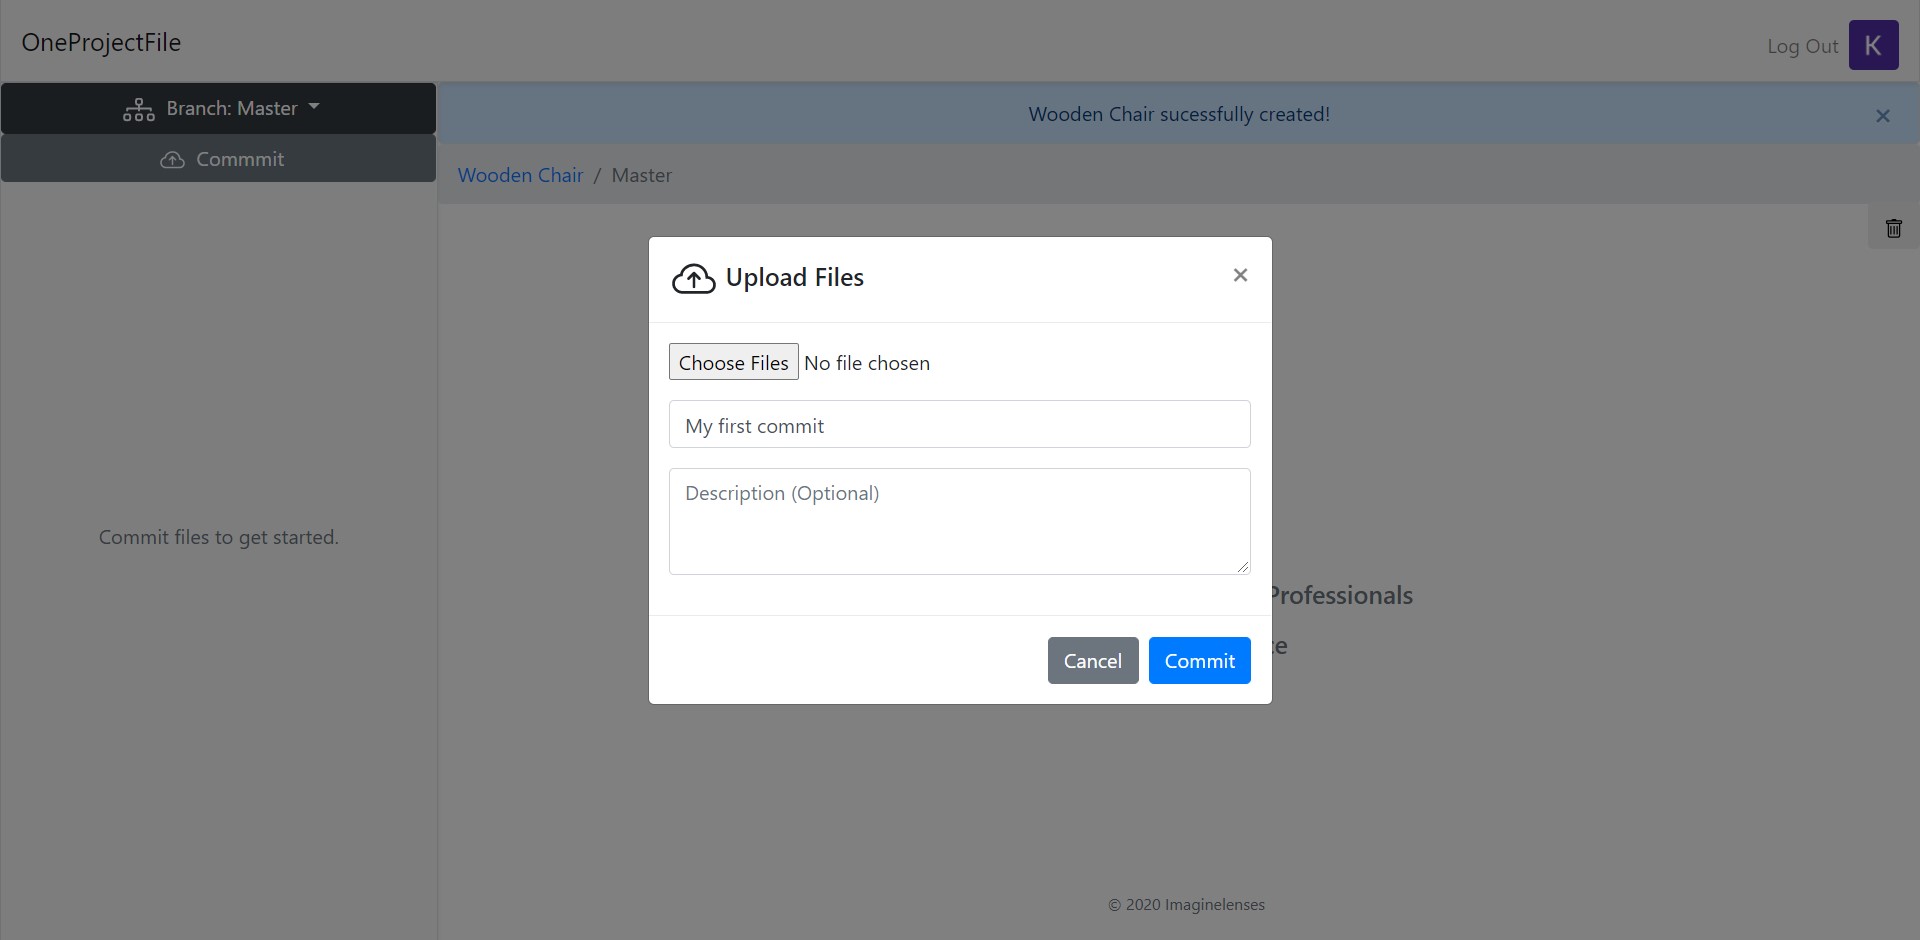 OneProjectFile
Log Out
K
Branch: Master
Commmit
Wooden Chair sucessfully created!
×
Wooden Chair / Master
Upload Files
×
Choose Files No file chosen
My first commit
Description (Optional)
Commit files to get started.
Professionals
Cancel
Commit
© 2020 Imaginelenses